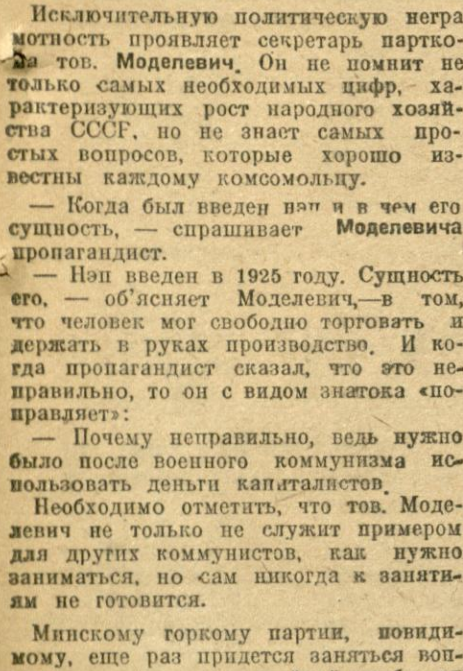 Исключительную политическую негра
мотность проявляет секретарь партко-
ма тов. Моделевич. Он не помнит не
только самых необходимых цифр, ха-
рактеризующих рост народного хозяй-
ства СССР, но не знает самых про-
стых вопросов, которые хорошо из-
вестны каждому комсомольцу.
— Когда был введен нэп и в чем его
сущность, — спрашивает Моделевича
пропагандист.
— Нэп введен в 1925 году. Сущность
его, — об'ясняет Моделевич,—в том,
что человек мог свободно торговать и
держать в руках производство. И ко-
гда пропагандист сказал, что это не-
правильно, то он с видом знатока «по-
правляет»:
— Почему неправильно, ведь нужно
было после военного коммунизма ис-
пользовать деньги капиталистов.
Необходимо отметить, что тов. Моде-
левич не только не служит примером
для других коммунистов, как нужно
заниматься, но сам никогда к заняти-
ям не готовится.
Минскому горкому партии, повиди-
мому, еще раз придется заняться воп-